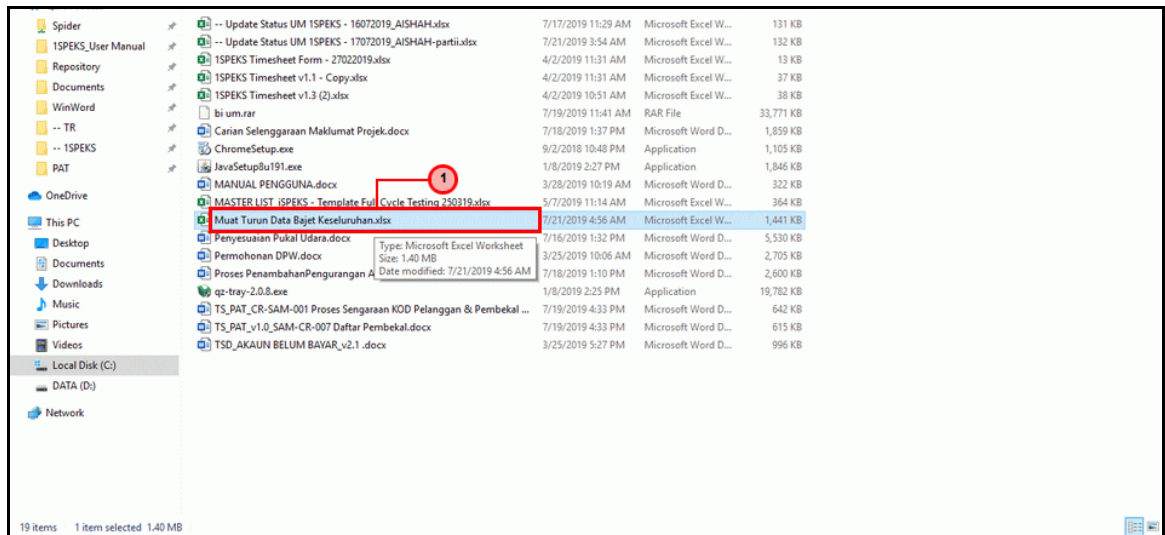 Spider
1SPEKS_User Manual
Repository
Documents
WinWord
-- TR
-- 1SPEKS
PAT
OneDrive
This PC
Desktop
Documents
Downloads
Music
Pictures
Videos
Local Disk (C:)
DATA (D:)
Network
-- Update Status UM 1SPEKS - 16072019_AISHAH.xlsx 7/17/2019 11:29 AM Microsoft Excel W... 131 KB
-- Update Status UM 1SPEKS - 17072019_AISHAH-partii.xlsx 7/21/2019 3:54 AM Microsoft Excel W... 132 KB
1SPEKS Timesheet Form - 27022019.xlsx 4/2/2019 11:31 AM Microsoft Excel W... 13 KB
1SPEKS Timesheet v1.1 - Copy.xlsx 4/2/2019 11:31 AM Microsoft Excel W... 37 KB
1SPEKS Timesheet v1.3 (2).xlsx 4/2/2019 10:51 AM Microsoft Excel W... 38 KB
bi um.rar 7/19/2019 11:41 AM RAR File 33,771 KB
Carian Selenggaraan Maklumat Projek.docx 7/18/2019 1:37 PM Microsoft Word D... 1,859 KB
ChromeSetup.exe 9/2/2018 10:48 PM Application 1,105 KB
JavaSetup8u191.exe 1/8/2019 2:27 PM Application 1,846 KB
MANUAL PENGGUNA.docx 3/28/2019 10:19 AM Microsoft Word D... 322 KB
1
MASTER LIST_iSPEKS - Template Full Cycle Testing 250319.xlsx 5/7/2019 11:14 AM Microsoft Excel W... 364 KB
Muat Turun Data Bajet Keseluruhan.xlsx 7/21/2019 4:56 AM Microsoft Excel W... 1,441 KB
Penyesuaian Pukal Udara.docx 7/16/2019 1:32 PM Microsoft Word D... 5,530 KB
Permohonan DPW.docx 3/25/2019 10:06 AM Microsoft Word D... 2,705 KB
Proses PenambahanPengurangan A 7/18/2019 1:10 PM Microsoft Word D... 2,600 KB
Type: Microsoft Excel Worksheet
Size: 1.40 MB
Date modified: 7/21/2019 4:56 AM
qz-tray-2.0.8.exe 1/8/2019 2:25 PM Application 19,782 KB
TS_PAT_CR-SAM-001 Proses Sengaraan KOD Pelanggan & Pembekal ... 7/19/2019 4:33 PM Microsoft Word D... 642 KB
TS_PAT_v1.0_SAM-CR-007 Daftar Pembekal.docx 7/19/2019 4:33 PM Microsoft Word D... 615 KB
TSD_AKAUN BELUM BAYAR_v2.1 .docx 3/25/2019 5:27 PM Microsoft Word D... 996 KB
19 items 1 item selected 1.40 MB